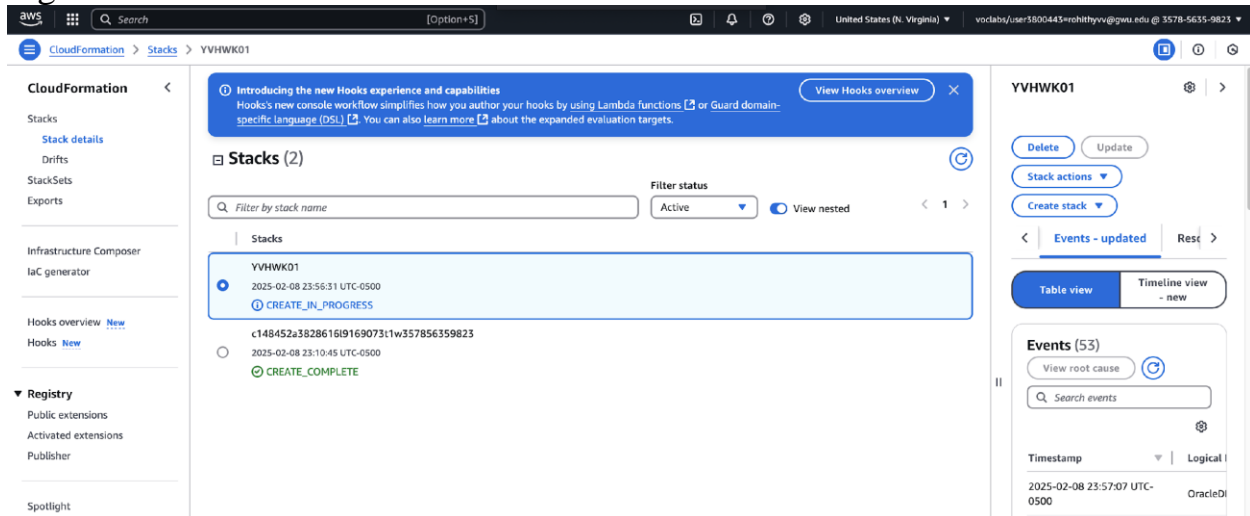 aws
Search
[Option+S]
United States (N. Virginia)
voclabs/user3800443=rohithyvv@gwu.edu @ 3578-5635-9823
CloudFormation > Stacks > YVHWK01
CloudFormation
Stacks
Stack details
Drifts
StackSets
Exports
Infrastructure Composer
IaC generator
Hooks overview New
Hooks New
Registry
Public extensions
Activated extensions
Publisher
Spotlight
Introducing the new Hooks experience and capabilities
Hooks's new console workflow simplifies how you author your hooks by using Lambda functions or Guard domain-
specific language (DSL). You can also learn more about the expanded evaluation targets.
View Hooks overview
Stacks (2)
Filter status
Filter by stack name
Active
View nested
< 1 >
Stacks
YVHWK01
2025-02-08 23:56:31 UTC-0500
CREATE_IN_PROGRESS
c148452a3828616l9169073t1w357856359823
2025-02-08 23:10:45 UTC-0500
CREATE_COMPLETE
YVHWK01
Delete
Update
Stack actions
Create stack
Events - updated
Reso
Table view
Timeline view
- new
Events (53)
View root cause
Search events
Timestamp
Logical I
2025-02-08 23:57:07 UTC-
0500
OracleD